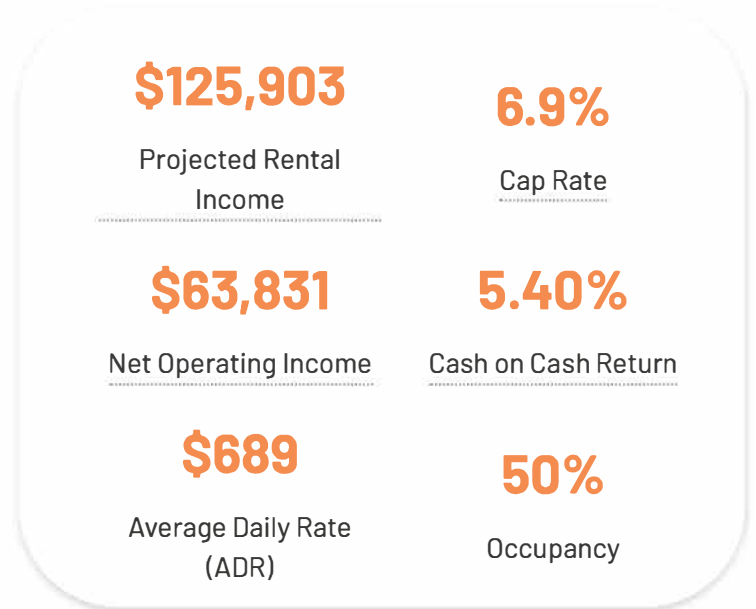 $125,903
Projected Rental
Income
6.9%
Cap Rate
$63,831
Net Operating Income
5.40%
Cash on Cash Return
$689
Average Daily Rate
(ADR)
50%
Occupancy